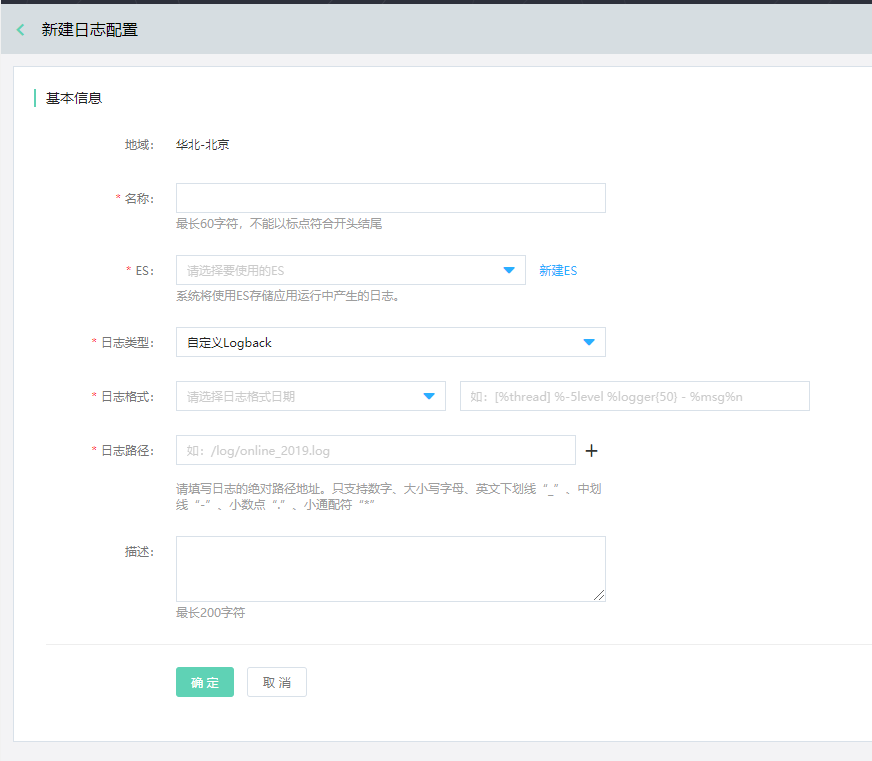 新建日志配置
基本信息
地域： 华北-北京
* 名称：
最长60字符，不能以标点符合开头结尾
* ES： 请选择要使用的ES 新建ES
系统将使用ES存储应用运行中产生的日志。
* 日志类型： 自定义Logback
* 日志格式： 请选择日志格式日期 如：[%thread] %-5level %logger{50} - %msg%n
* 日志路径： 如：/log/online_2019.log +
请填写日志的绝对路径地址。只支持数字、大小写字母、英文下划线“_”、中划
线“-”、小数点“.”、小通配符“*”
描述：
最长200字符
确定 取消